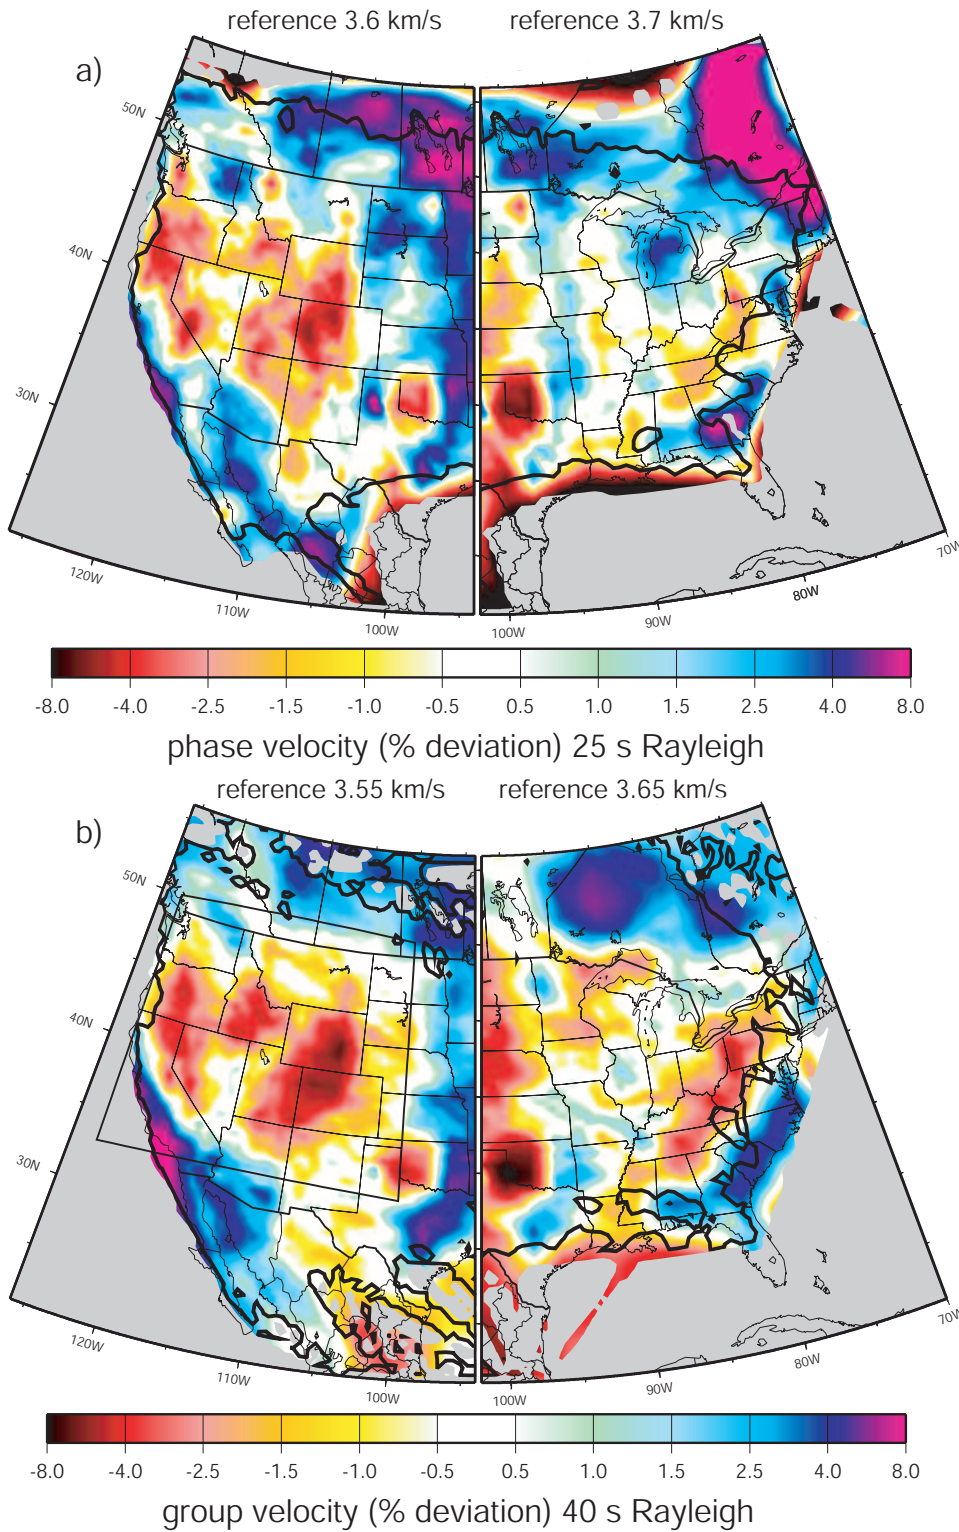 reference 3.6 km/s reference 3.7 km/s
a)
50N
40N
30N
120W
110W
100W
100W
90W
80W
70W
-8.0 -4.0 -2.5 -1.5 -1.0 -0.5 0.5 1.0 1.5 2.5 4.0 8.0
phase velocity (% deviation) 25 s Rayleigh
reference 3.55 km/s reference 3.65 km/s
b)
50N
40N
30N
120W
110W
100W
100W
90W
80W
70W
-8.0 -4.0 -2.5 -1.5 -1.0 -0.5 0.5 1.0 1.5 2.5 4.0 8.0
group velocity (% deviation) 40 s Rayleigh